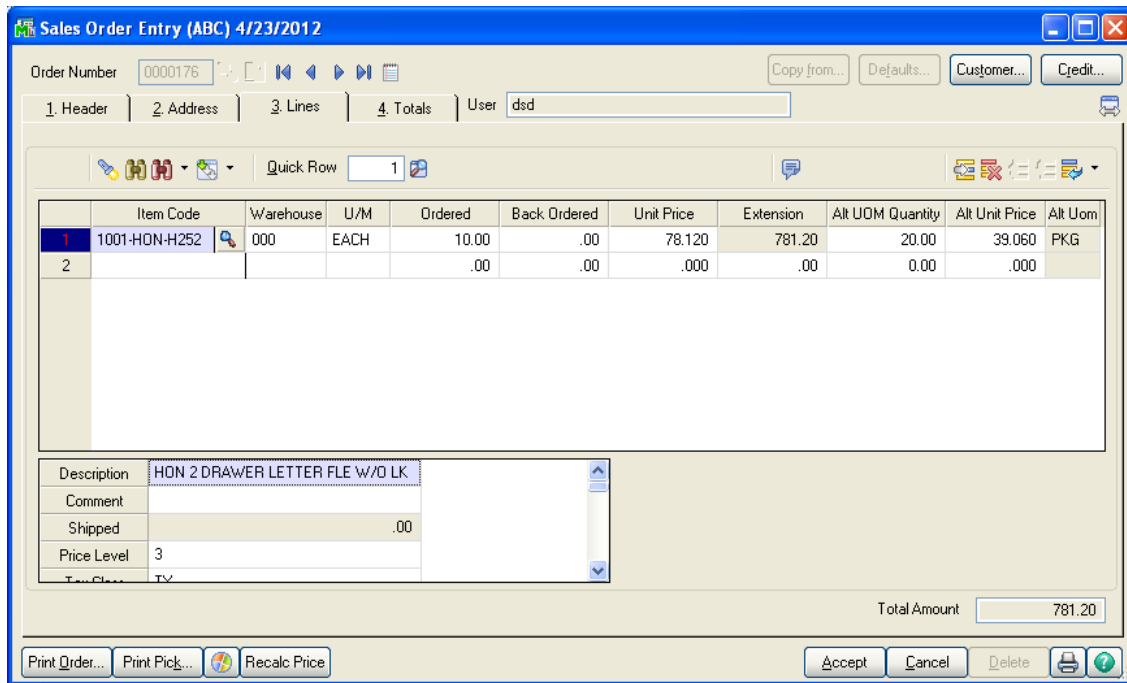 Sales Order Entry (ABC) 4/23/2012
Order Number 0000176 Copy from... Defaults... Customer... Credit...
1. Header 2. Address 3. Lines 4. Totals User dsd
Quick Row 1
Item Code Warehouse U/M Ordered Back Ordered Unit Price Extension Alt UOM Quantity Alt Unit Price Alt Uom
1 1001-HON-H252 000 EACH 10.00 .00 78.120 781.20 20.00 39.060 PKG
2 .00 .00 .000 .00 0.00 .000
Description HON 2 DRAWER LETTER FLE W/O LK
Comment
Shipped .00
Price Level 3
Total Amount 781.20
Print Order... Print Pick... Recalc Price Accept Cancel Delete